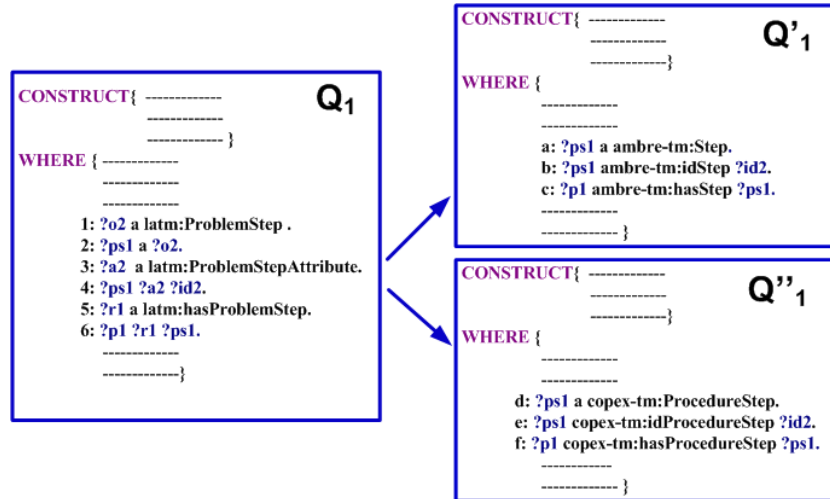 Q1
CONSTRUCT{ -------------
-------------
------------- }
WHERE { -------------
-------------
-------------
1: ?o2 a latm:ProblemStep .
2: ?ps1 a ?o2.
3: ?a2 a latm:ProblemStepAttribute.
4: ?ps1 ?a2 ?id2.
5: ?r1 a latm:hasProblemStep.
6: ?p1 ?r1 ?ps1.
-------------
-------------}
CONSTRUCT{ -------------
Q'1
-------------
-------------}
WHERE {
-------------
-------------
a: ?ps1 a ambre-tm:Step.
b: ?ps1 ambre-tm:idStep ?id2.
c: ?p1 ambre-tm:hasStep ?ps1.
-------------
------------- }
CONSTRUCT{ -------------
Q''1
-------------
-------------}
WHERE {
-------------
-------------
d: ?ps1 a copex-tm:ProcedureStep.
e: ?ps1 copex-tm:idProcedureStep ?id2.
f: ?p1 copex-tm:hasProcedureStep ?ps1.
------------
------------- }